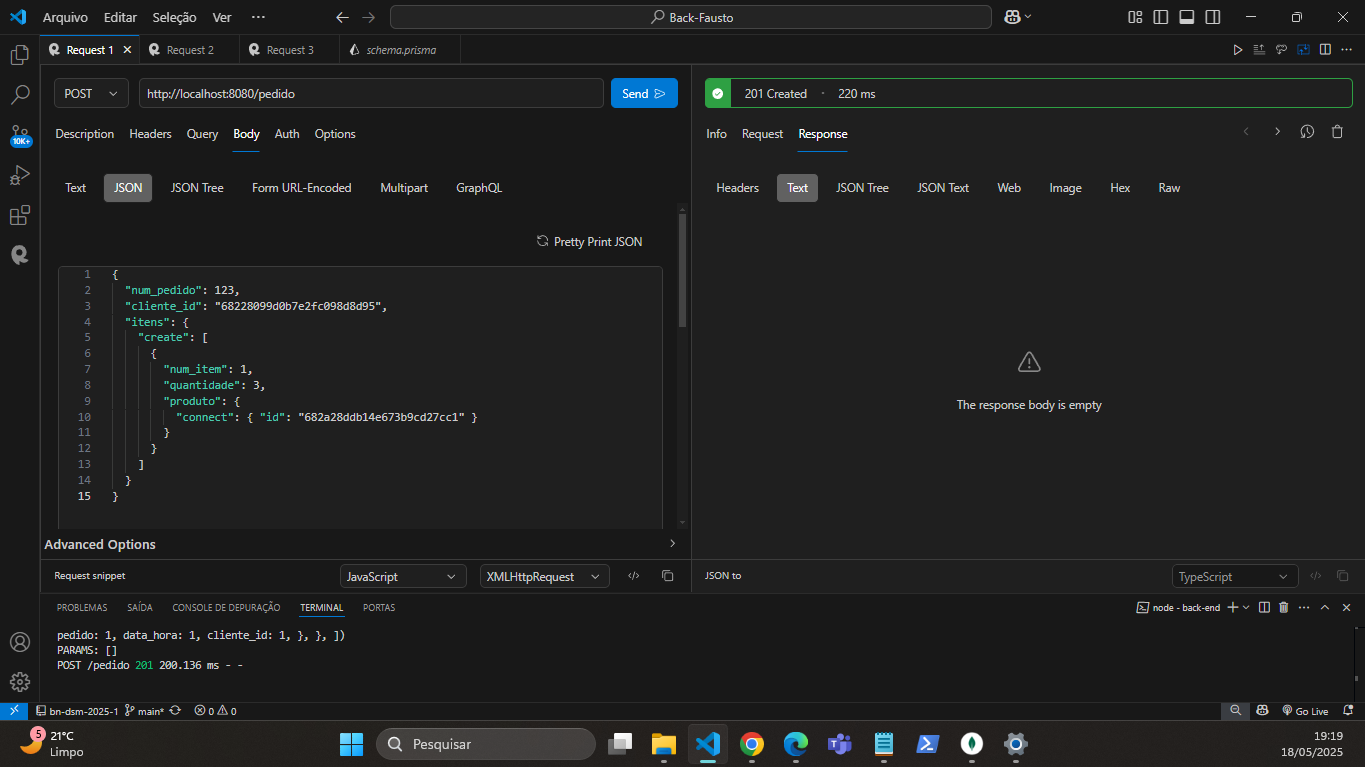 Arquivo Editar Seleção Ver ··· Back-Fausto
Request 1 Request 2 Request 3 schema.prisma
POST http://localhost:8080/pedido Send
201 Created · 220 ms
Description Headers Query Body Auth Options
Info Request Response
Text JSON JSON Tree Form URL-Encoded Multipart GraphQL
Headers Text JSON Tree JSON Text Web Image Hex Raw
10K+
Pretty Print JSON
1 {
2 "num_pedido": 123,
3 "cliente_id": "68228099d0b7e2fc098d8d95",
4 "itens": {
5 "create": [
6 {
7 "num_item": 1,
8 "quantidade": 3,
9 "produto": {
10 "connect": { "id": "682a28ddb14e673b9cd27cc1" }
11 }
12 }
13 ]
14 }
15 }
The response body is empty
Advanced Options
Request snippet JavaScript XMLHttpRequest
JSON to TypeScript
PROBLEMAS SAÍDA CONSOLE DE DEPURAÇÃO TERMINAL PORTAS
node - back-end
pedido: 1, data_hora: 1, cliente_id: 1, }, }, ])
PARAMS: []
POST /pedido 201 200.136 ms - -
bn-dsm-2025-1 main* 0 0 Go Live
5 21°C
Limpo
Pesquisar
19:19
18/05/2025